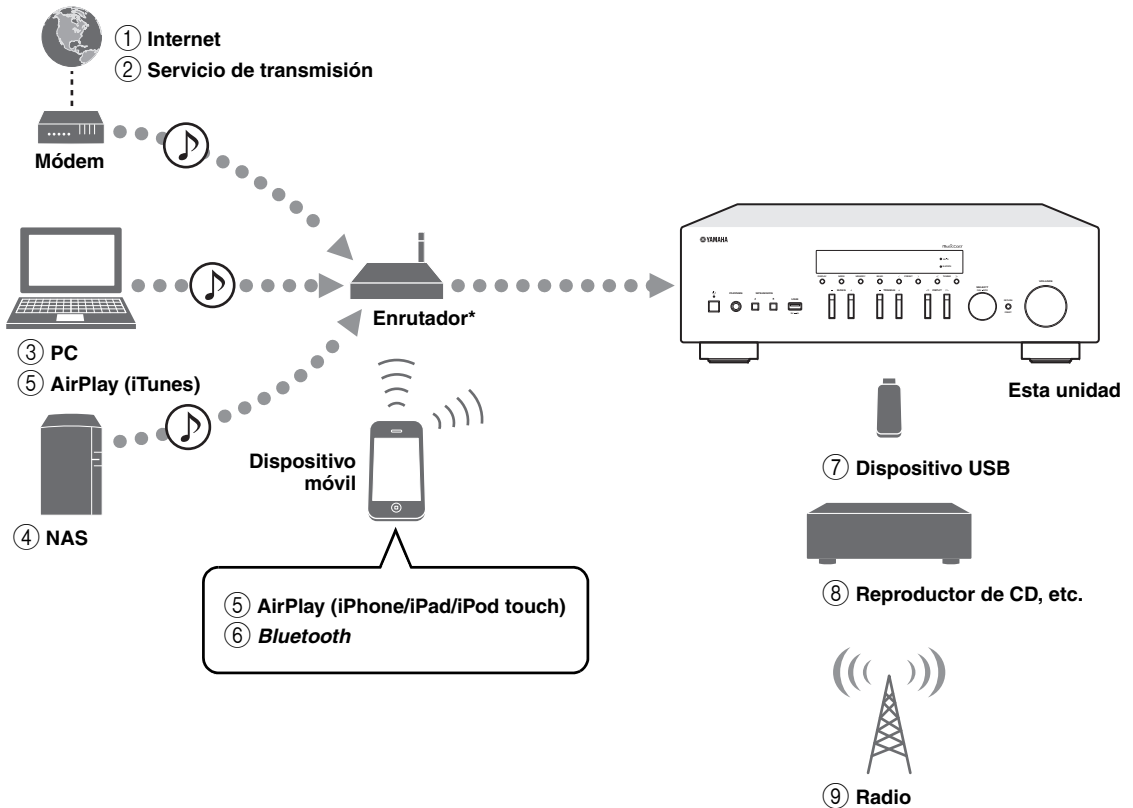 ① Internet
② Servicio de transmisión
Módem
③ PC
⑤ AirPlay (iTunes)
④ NAS
Enrutador*
Dispositivo
móvil
⑤ AirPlay (iPhone/iPad/iPod touch)
⑥ Bluetooth
YAMAHA
Esta unidad
⑦ Dispositivo USB
⑧ Reproductor de CD, etc.
⑨ Radio